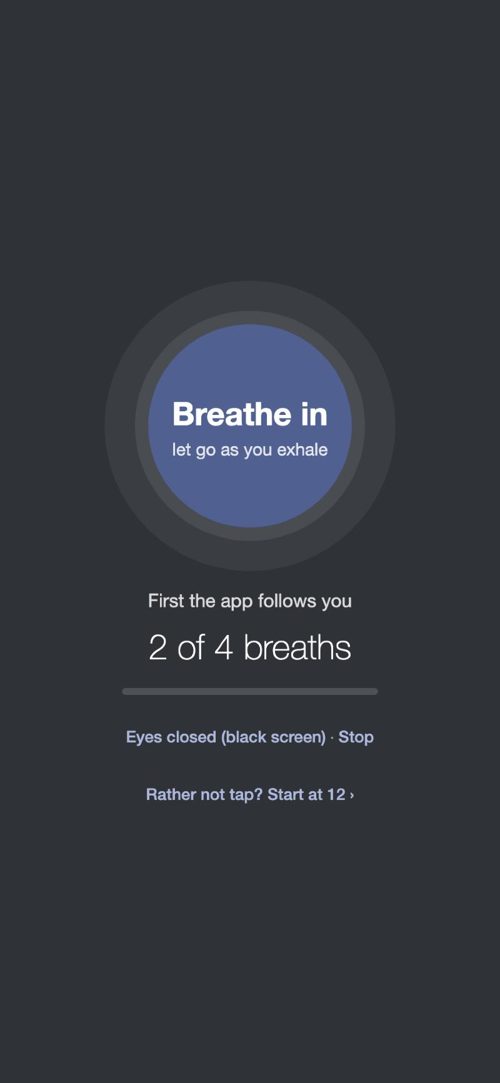 Breathe in
let go as you exhale
First the app follows you
2 of 4 breaths
Eyes closed (black screen) · Stop
Rather not tap? Start at 12 ›